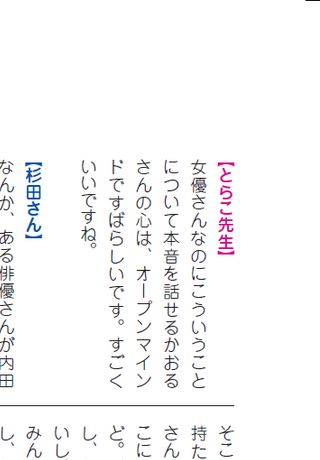 【とらこ先生】
女優さんなのにこういうこと
について本音を話せるかおる
さんの心は、オープンマイン
ドですばらしいです。すごく
いいですね。
【杉田さん】
なんか、ある俳優さんが内田
そこ
持た
さん
こに
ど。
し、
いし
みん
し、